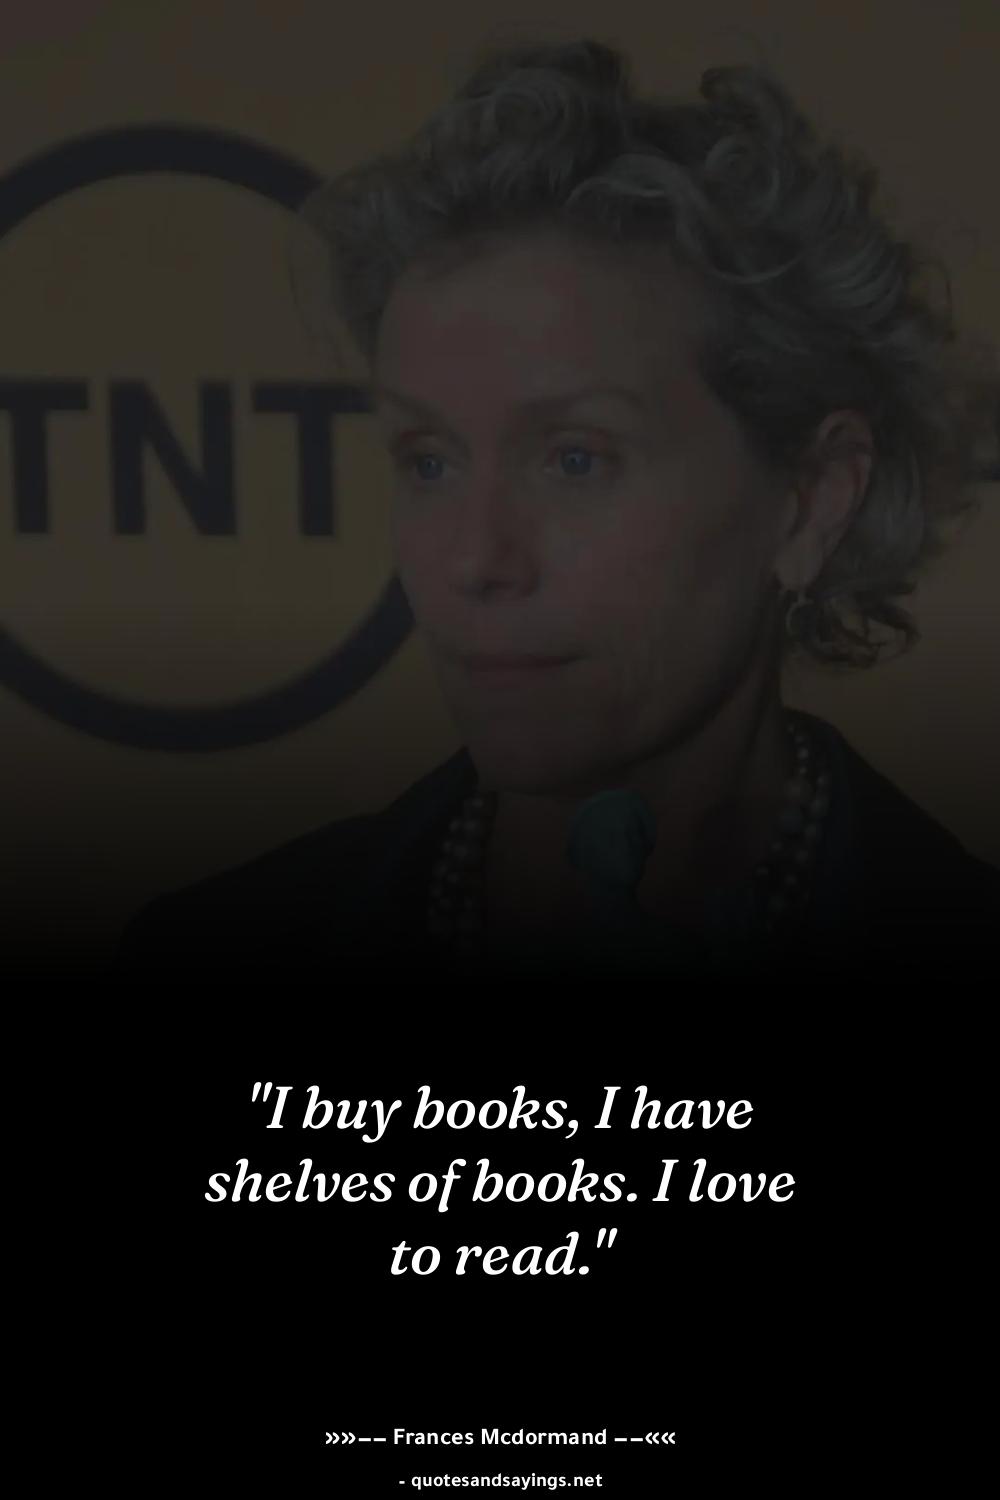 TNT
"I buy books, I have
shelves of books. I love
to read."
»»−− Frances Mcdormand −−««
- quotesandsayings.net